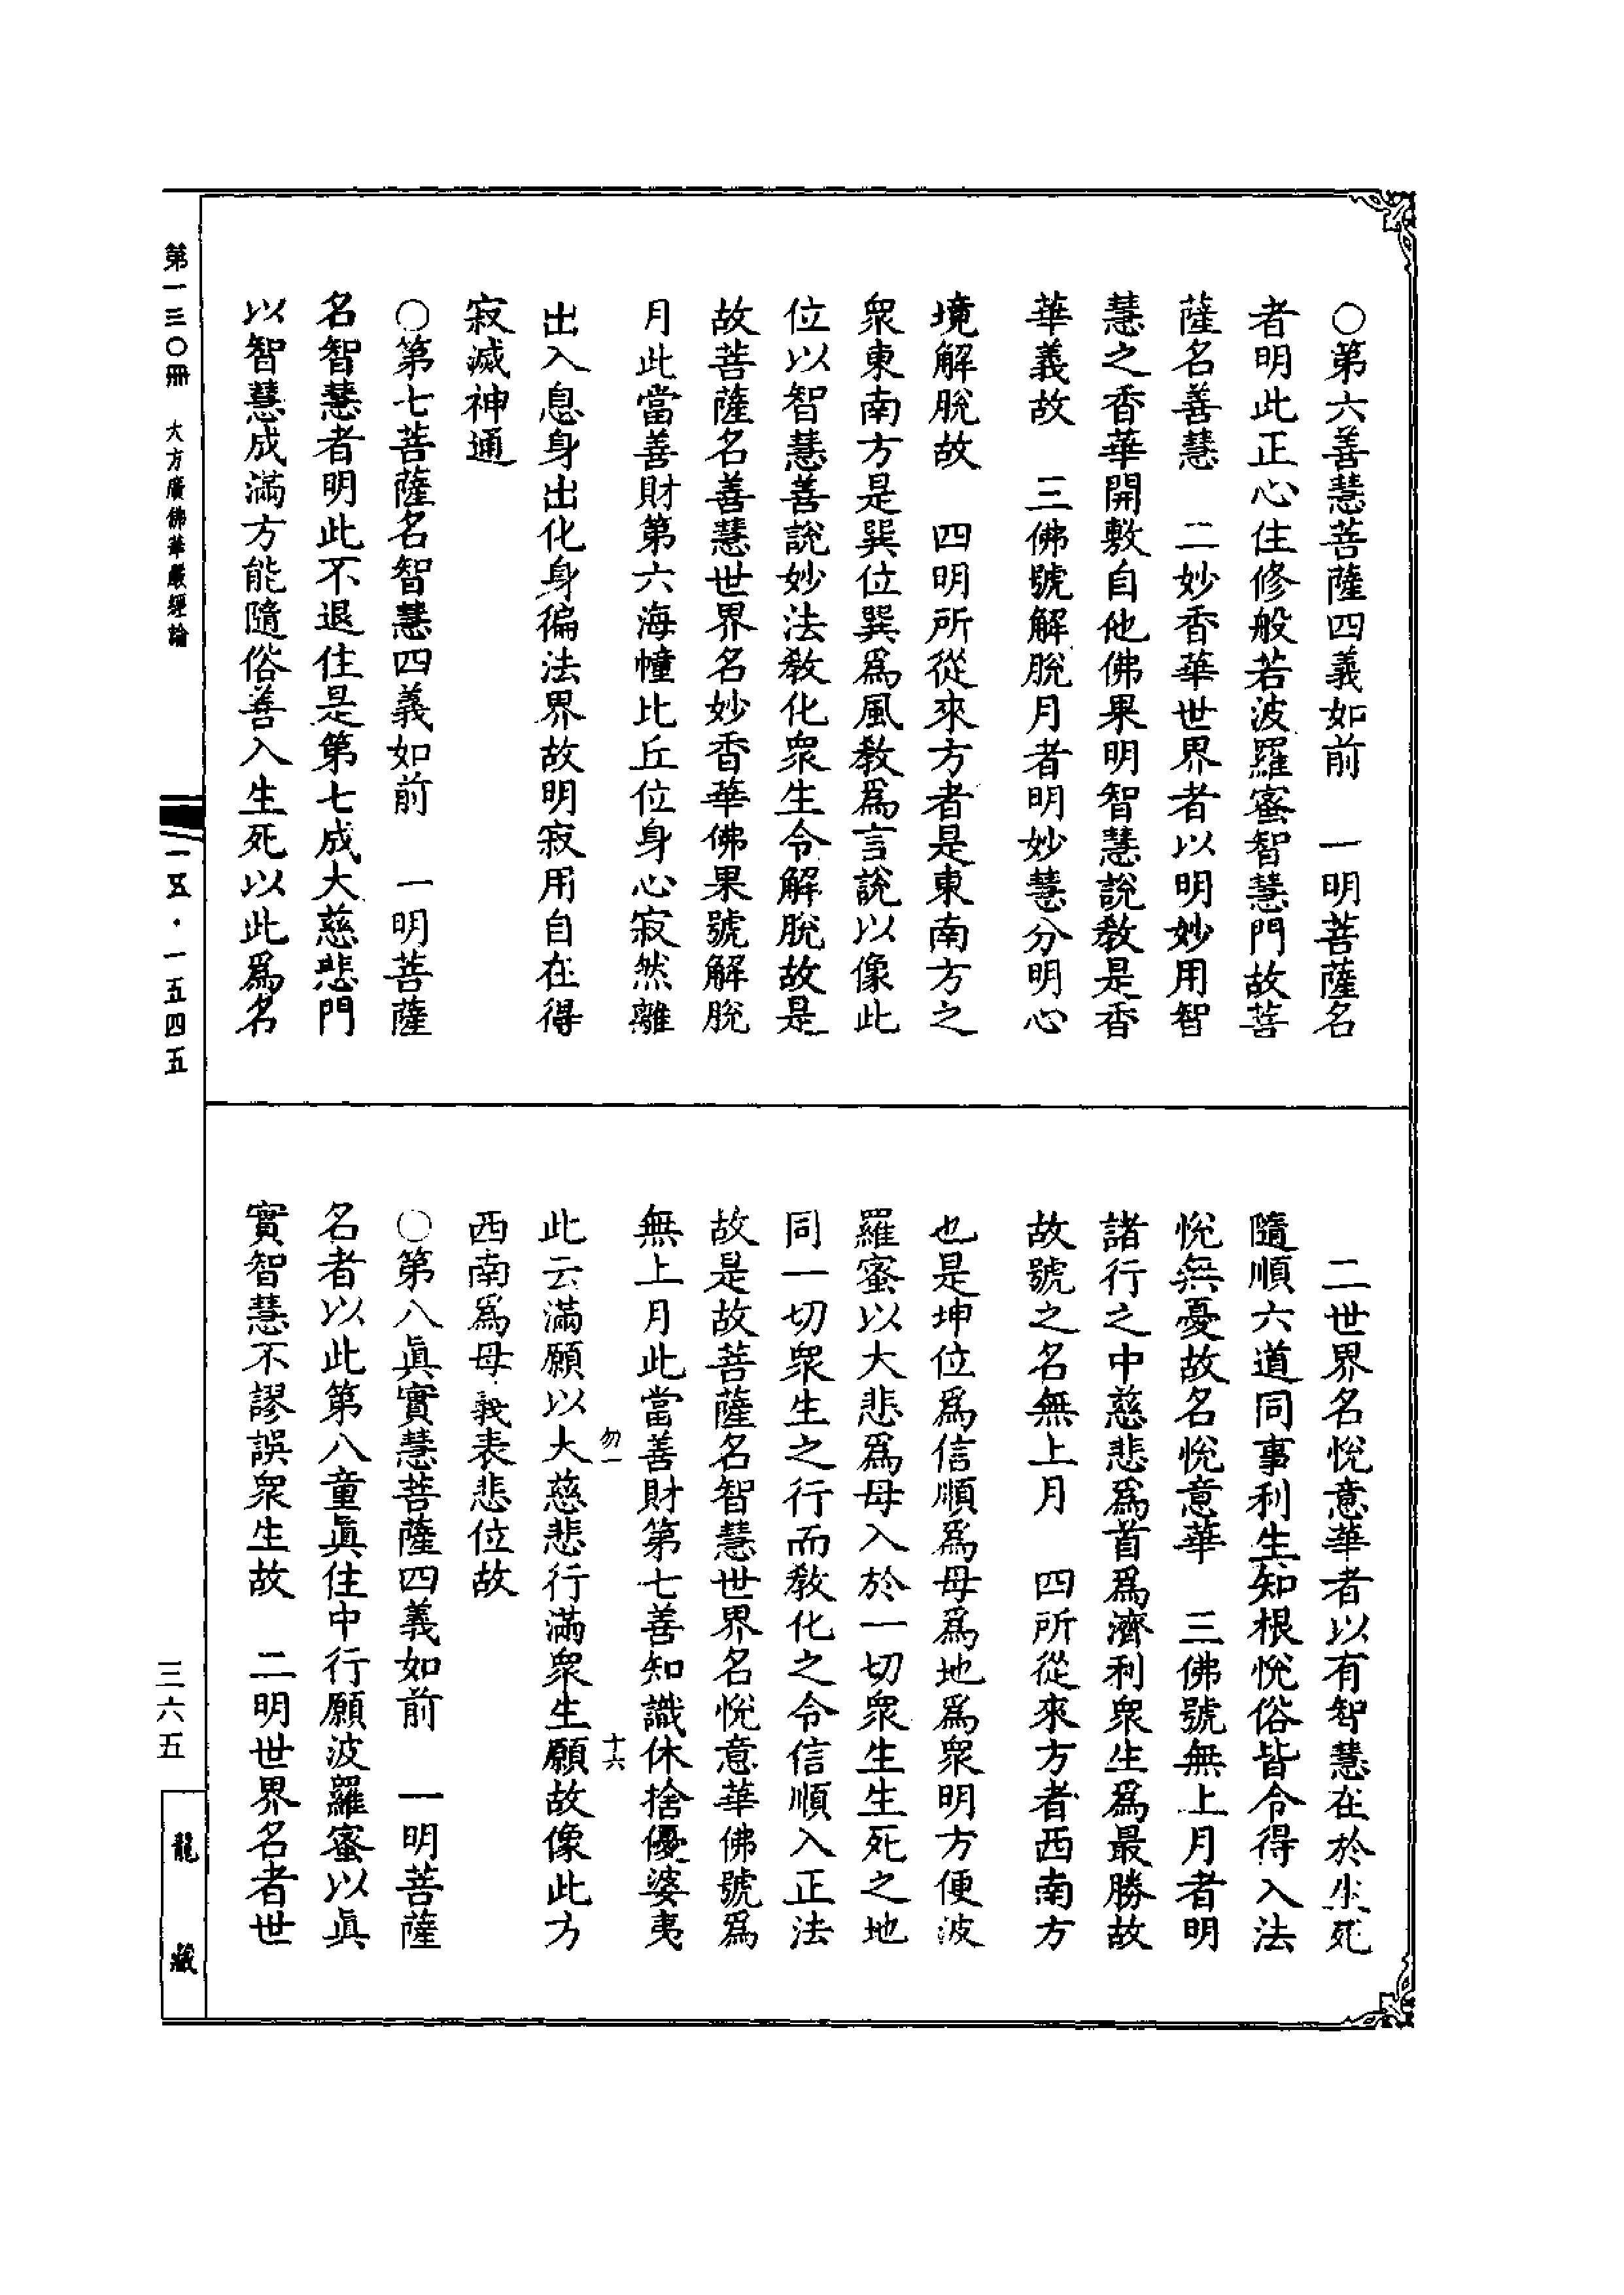 ○第六善慧菩薩四義如前　一明菩薩名
者明此正心住修般若波羅蜜智慧門故菩
薩名善慧　二妙香華世界者以明妙用智
慧之香華開敷自他佛果明智慧說教是香
華義故　三佛號解脫月者明妙慧分明心
境解脫故　四明所從來方者是東南方之
衆東南方是巽位巽爲風教爲言說以像此
位以智慧善說妙法教化衆生令解脫故是
故菩薩名善慧世界名妙香華佛果號解脫
月此當善財第六海幢比丘位身心寂然離
出入息身出化身徧法界故明寂用自在得
寂滅神通
○第七菩薩名智慧四義如前　一明菩薩
名智慧者明此不退住是第七成大慈悲門
以智慧成滿方能隨俗善入生死以此爲名
二世界名悅意華者以有智慧在於生死
隨順六道同事利生知根悅俗皆令得入法
悅無憂故名悅意華　三佛號無上月者明
諸行之中慈悲爲首爲濟利衆生爲最勝故
故號之名無上月　四所從來方者西南方
也是坤位爲信順爲母爲地爲衆明方便波
羅蜜以大悲爲母入於一切衆生生死之地
同一切衆生之行而教化之令信順入正法
故是故菩薩名智慧世界名悅意華佛號爲
無上月此當善財第七善知識休捨優婆夷
勿一　十六
此云滿願以大慈悲行滿衆生願故像此方
西南爲母義表悲位故
○第八眞實慧菩薩四義如前　一明菩薩
名者以此第八童眞住中行願波羅蜜以眞
實智慧不謬誤衆生故　二明世界名者世
第一三〇冊　大方廣佛華嚴經論
一五·一五四五
三六五
龍藏